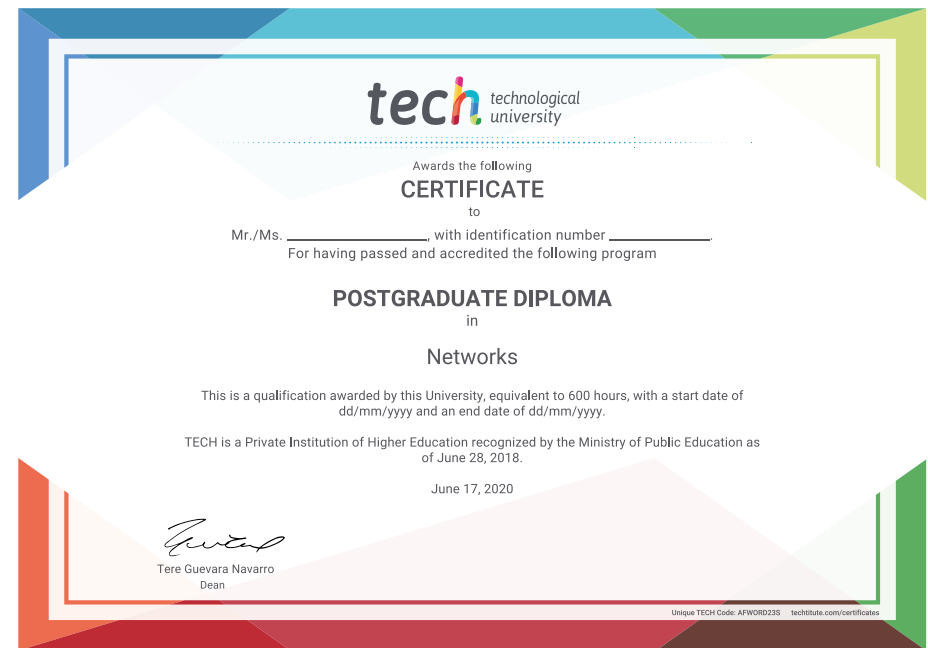 tech technological
university
Awards the following
CERTIFICATE
to
Mr./Ms. ____________________, with identification number ______________.
For having passed and accredited the following program
POSTGRADUATE DIPLOMA
in
Networks
This is a qualification awarded by this University, equivalent to 600 hours, with a start date of
dd/mm/yyyy and an end date of dd/mm/yyyy.
TECH is a Private Institution of Higher Education recognized by the Ministry of Public Education as
of June 28, 2018.
June 17, 2020
Tere Guevara Navarro
Dean
Unique TECH Code: AFWORD23S techtitute.com/certificates